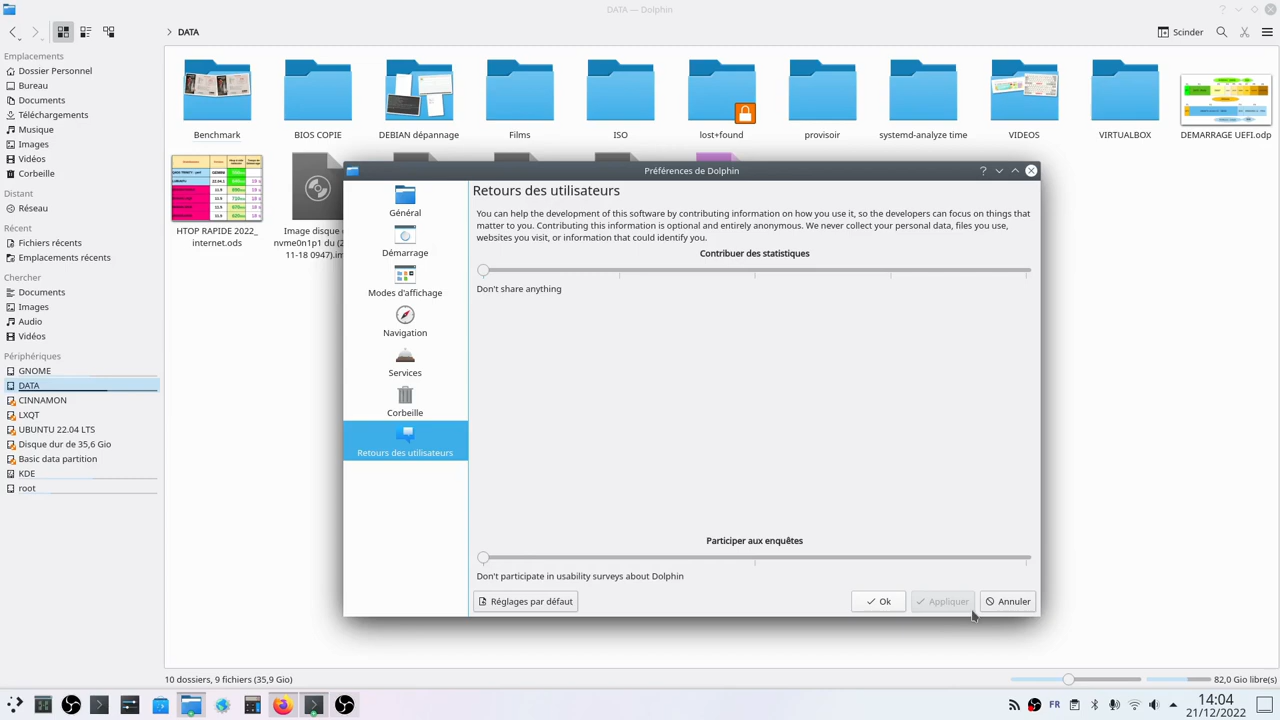 DATA — Dolphin
DATA
Scinder
Emplacements
Dossier Personnel
Bureau
Documents
Téléchargements
Musique
Images
Vidéos
Corbeille
Distant
Réseau
Récent
Fichiers récents
Emplacements récents
Chercher
Documents
Images
Audio
Vidéos
Périphériques
GNOME
DATA
CINNAMON
LXQT
UBUNTU 22.04 LTS
Disque dur de 35,6 Gio
Basic data partition
KDE
root
Benchmark
BIOS COPIE
DEBIAN dépannage
Films
ISO
lost+found
provisoir
systemd-analyze time
VIDEOS
VIRTUALBOX
DEMARRAGE UEFI.odp
HTOP RAPIDE 2022_
internet.ods
Image disque
nvme0n1p1 du (2
11-18 0947).im
Préférences de Dolphin
Général
Démarrage
Modes d'affichage
Navigation
Services
Corbeille
Retours des utilisateurs
Retours des utilisateurs
You can help the development of this software by contributing information on how you use it, so the developers can focus on things that
matter to you. Contributing this information is optional and entirely anonymous. We never collect your personal data, files you use,
websites you visit, or information that could identify you.
Contribuer des statistiques
Don't share anything
Participer aux enquêtes
Don't participate in usability surveys about Dolphin
Réglages par défaut
Ok
Appliquer
Annuler
10 dossiers, 9 fichiers (35,9 Gio)
82,0 Gio libre(s)
FR
14:04
21/12/2022